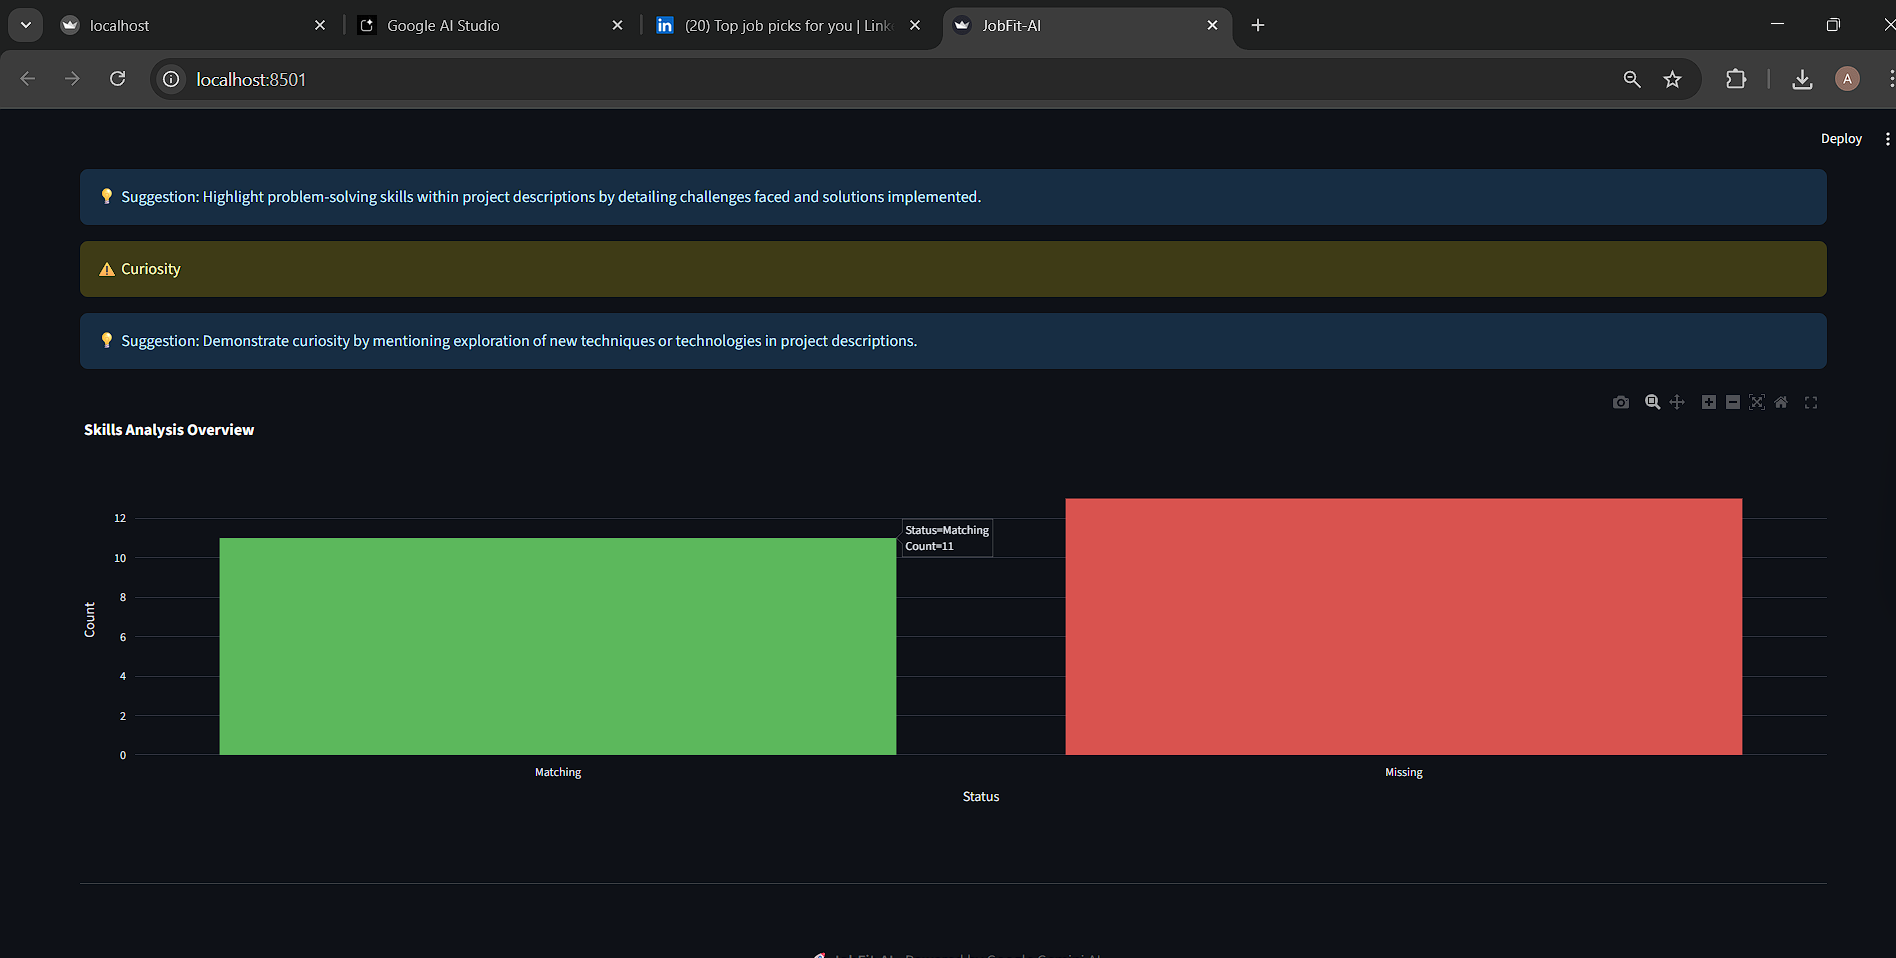 localhost
Google AI Studio
(20) Top job picks for you | Link
JobFit-AI
localhost:8501
A
Deploy
Suggestion: Highlight problem-solving skills within project descriptions by detailing challenges faced and solutions implemented.
Curiosity
Suggestion: Demonstrate curiosity by mentioning exploration of new techniques or technologies in project descriptions.
Skills Analysis Overview
12
10
8
6
4
2
0
Count
Status=Matching
Count=11
Matching
Missing
Status